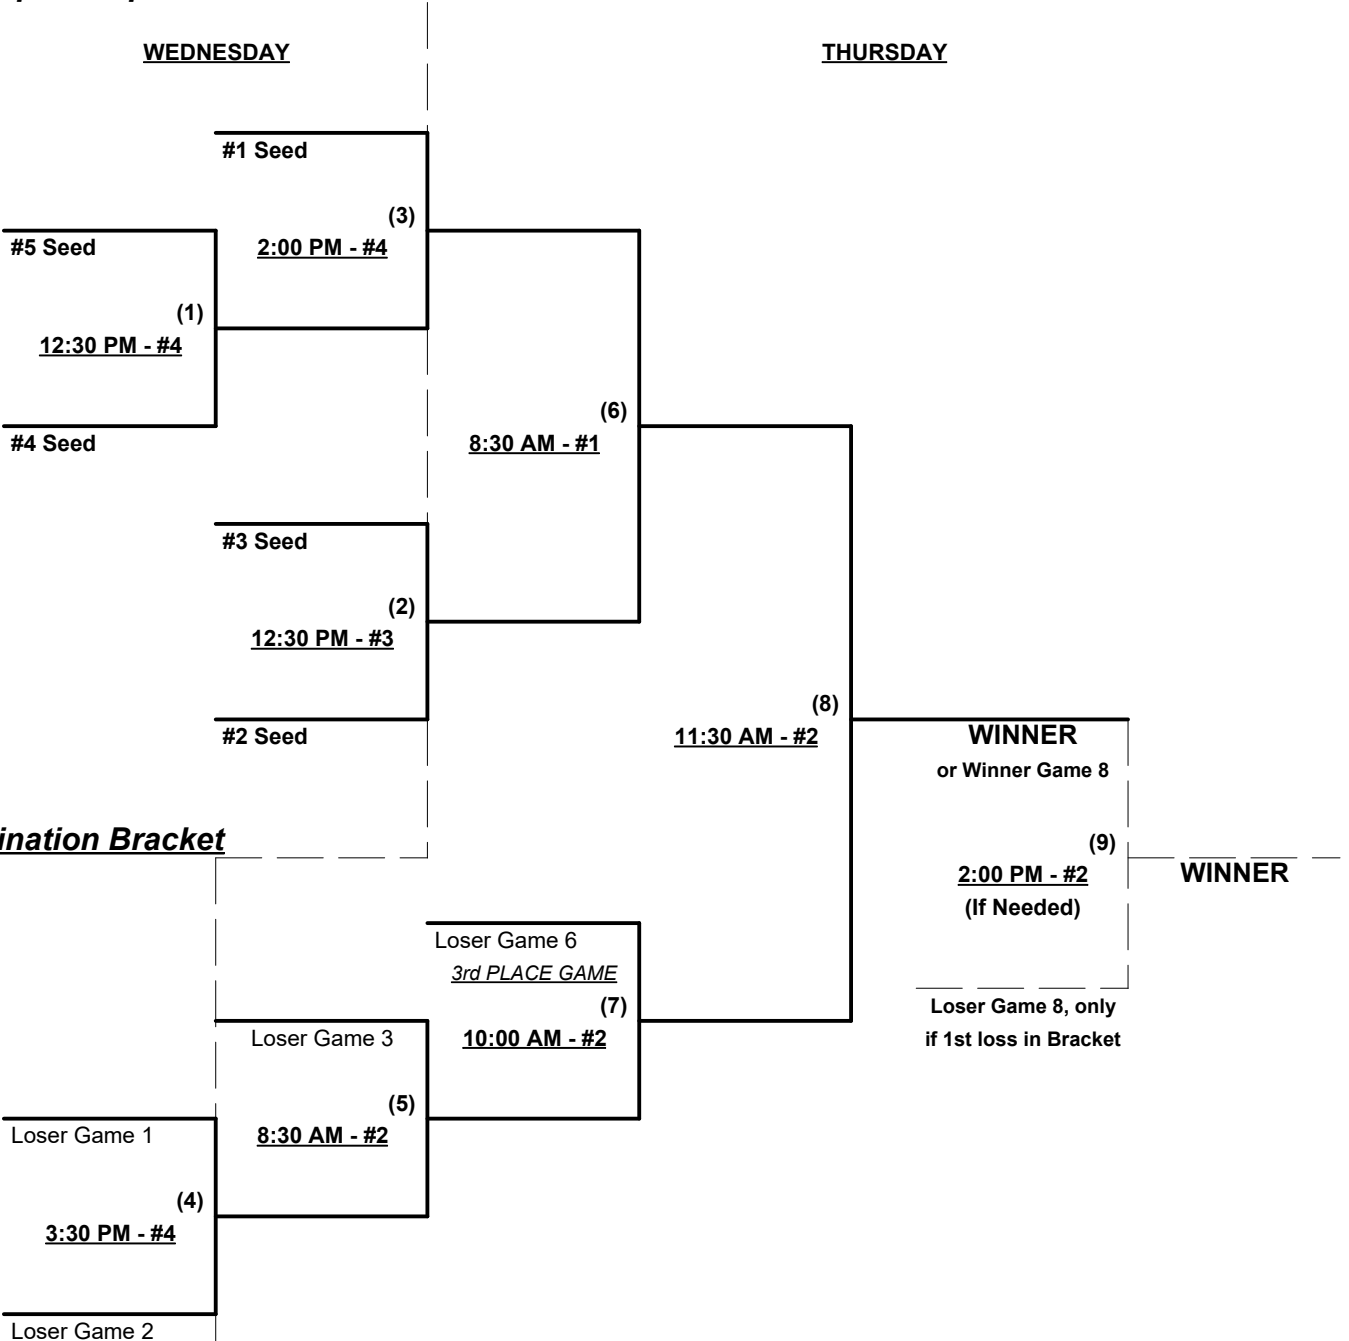 WEDNESDAY
THURSDAY
#1 Seed
(3)
2:00 PM - #4
#5 Seed
(1)
12:30 PM - #4
#4 Seed
(6)
8:30 AM - #1
#3 Seed
(2)
12:30 PM - #3
#2 Seed
(8)
11:30 AM - #2
WINNER
or Winner Game 8
(9)
2:00 PM - #2
(If Needed)
WINNER
Loser Game 8, only
if 1st loss in Bracket
Bracket
Loser Game 6
3rd PLACE GAME
(7)
10:00 AM - #2
Loser Game 3
(5)
8:30 AM - #2
Loser Game 1
(4)
3:30 PM - #4
Loser Game 2